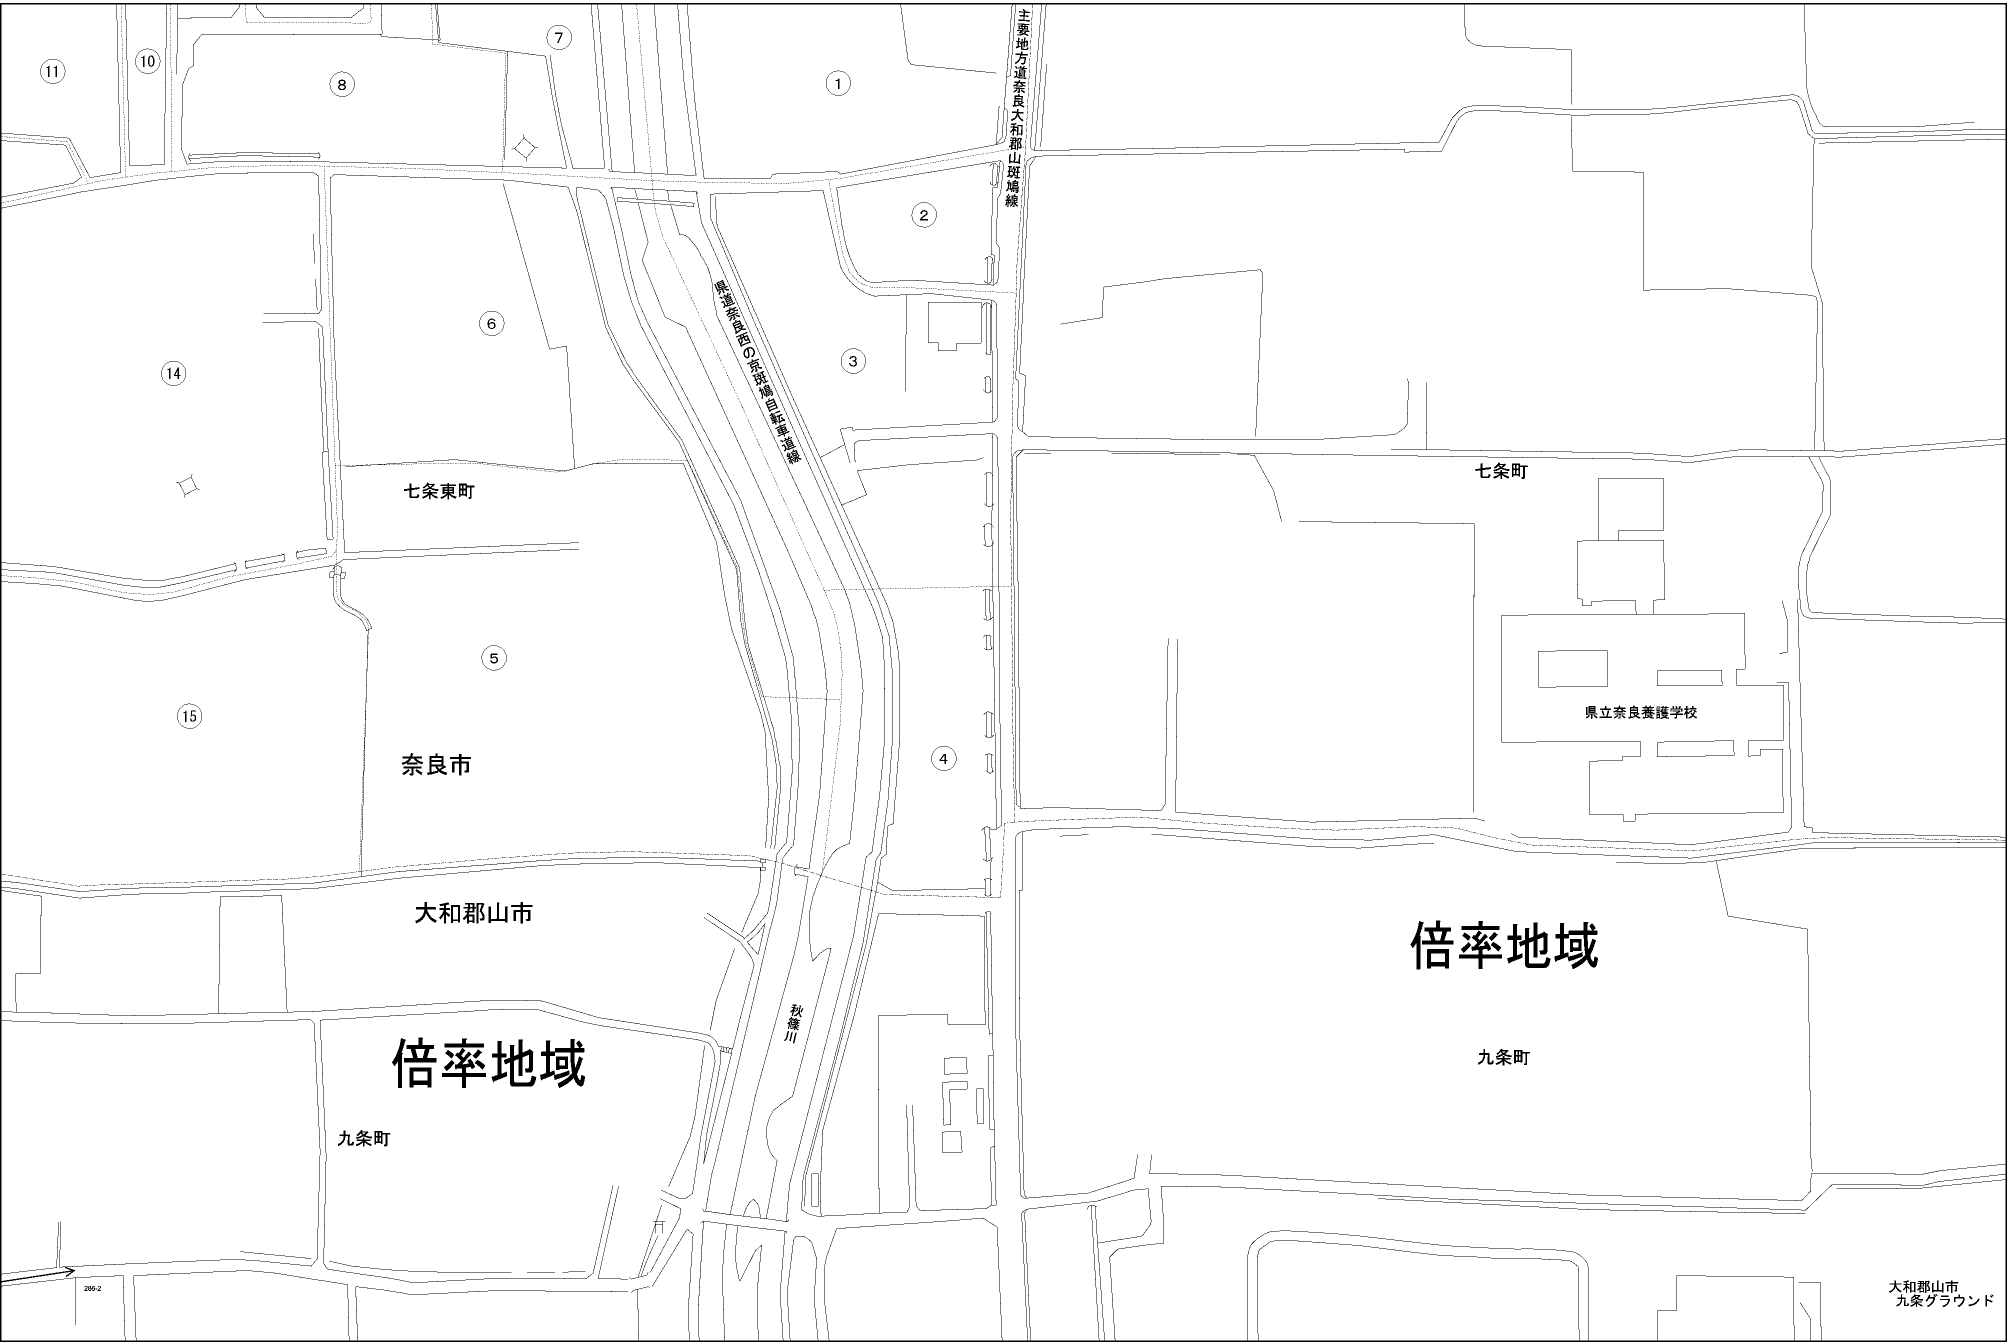 ⑦
⑩
⑪
⑧
①
主要地方道奈良大和郡山斑鳩線
②
県道奈良西の京斑鳩自転車道線
⑥
③
⑭
七条東町
七条町
⑤
⑮
県立奈良養護学校
奈良市
④
大和郡山市
倍率地域
秋篠川
倍率地域
九条町
九条町
286-2
大和郡山市
九条グラウンド